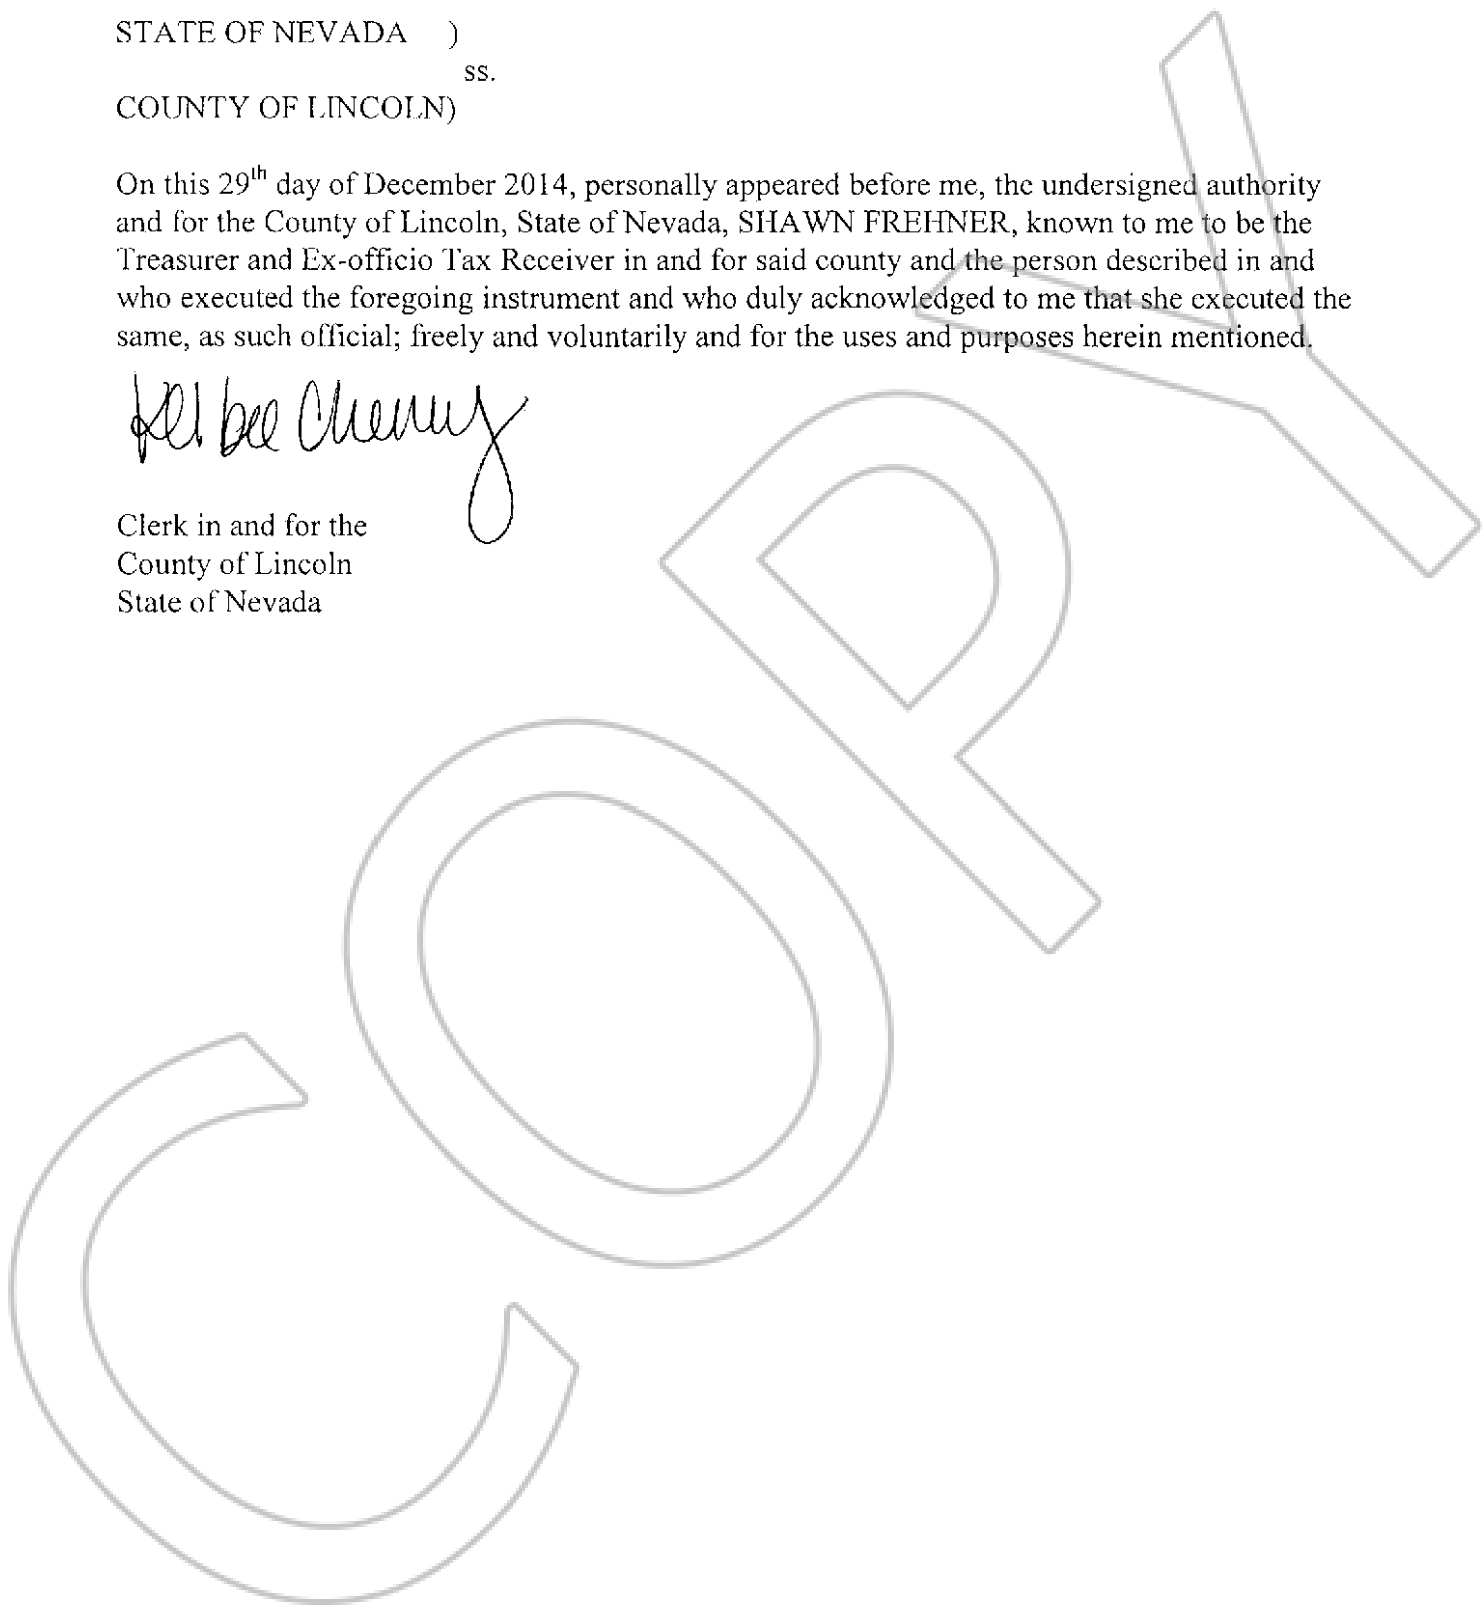 STATE OF NEVADA )
ss.
COUNTY OF LINCOLN)
On this 29th day of December 2014, personally appeared before me, the undersigned authority
and for the County of Lincoln, State of Nevada, SHAWN FREHNER, known to me to be the
Treasurer and Ex-officio Tax Receiver in and for said county and the person described in and
who executed the foregoing instrument and who duly acknowledged to me that she executed the
same, as such official; freely and voluntarily and for the uses and purposes herein mentioned.
Cherry
Clerk in and for the
County of Lincoln
State of Nevada
COPY